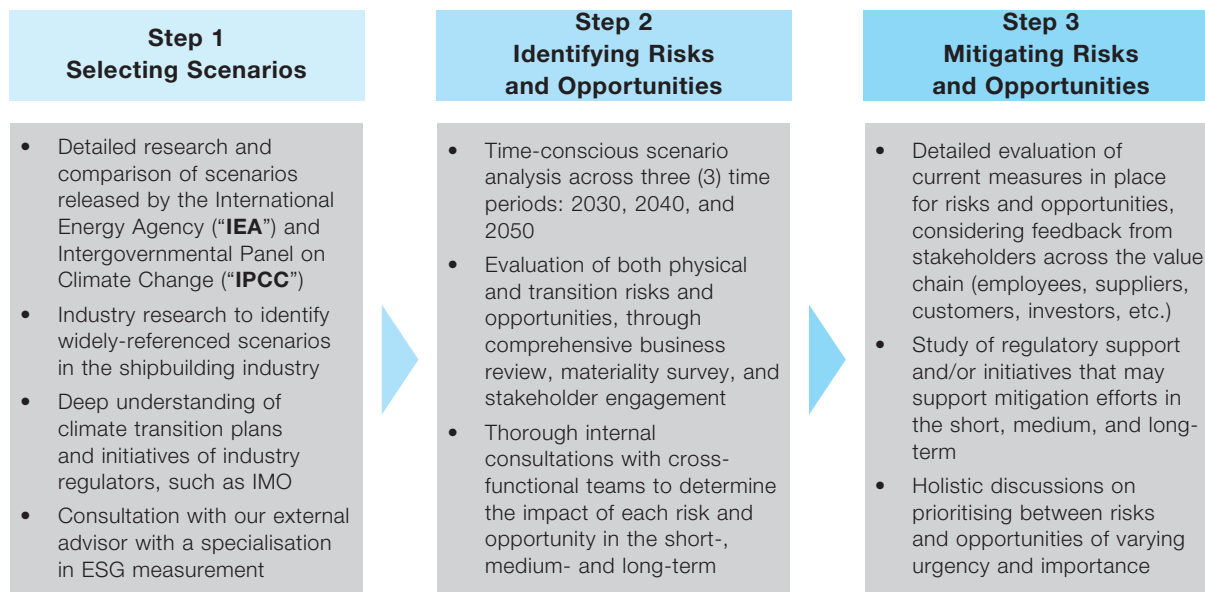 Step 1
Selecting Scenarios
• Detailed research and
comparison of scenarios
released by the International
Energy Agency (“IEA”) and
Intergovernmental Panel on
Climate Change (“IPCC”)
• Industry research to identify
widely-referenced scenarios
in the shipbuilding industry
• Deep understanding of
climate transition plans
and initiatives of industry
regulators, such as IMO
• Consultation with our external
advisor with a specialisation
in ESG measurement
Step 2
Identifying Risks
and Opportunities
• Time-conscious scenario
analysis across three (3) time
periods: 2030, 2040, and
2050
• Evaluation of both physical
and transition risks and
opportunities, through
comprehensive business
review, materiality survey, and
stakeholder engagement
• Thorough internal
consultations with cross-
functional teams to determine
the impact of each risk and
opportunity in the short-,
medium- and long-term
Step 3
Mitigating Risks
and Opportunities
• Detailed evaluation of
current measures in place
for risks and opportunities,
considering feedback from
stakeholders across the value
chain (employees, suppliers,
customers, investors, etc.)
• Study of regulatory support
and/or initiatives that may
support mitigation efforts in
the short, medium, and long-
term
• Holistic discussions on
prioritising between risks
and opportunities of varying
urgency and importance